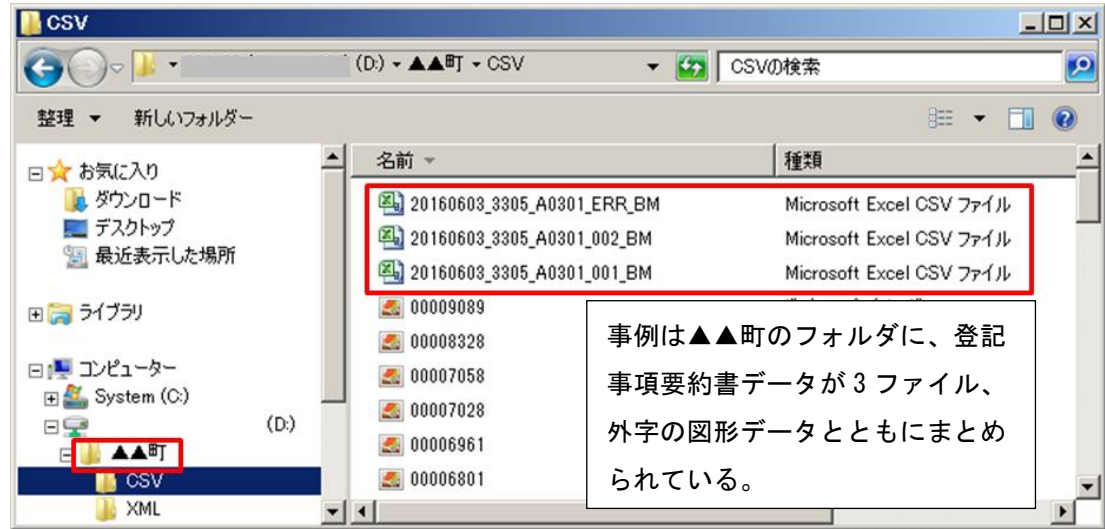 CSV
(D:) ▾ ▲▲町 ▾ CSV
CSVの検索
整理 ▼ 新しいフォルダー
お気に入り
ダウンロード
デスクトップ
最近表示した場所
ライブラリ
コンピューター
System (C:)
(D:)
▲▲町
CSV
XML
名前 種類
20160603_3305_A0301_ERR_BM Microsoft Excel CSV ファイル
20160603_3305_A0301_002_BM Microsoft Excel CSV ファイル
20160603_3305_A0301_001_BM Microsoft Excel CSV ファイル
00009089
00008328
00007058
00007028
00006961
00006801
事例は▲▲町のフォルダに、登記
事項要約書データが3ファイル、
外字の図形データとともにまとめ
られている。